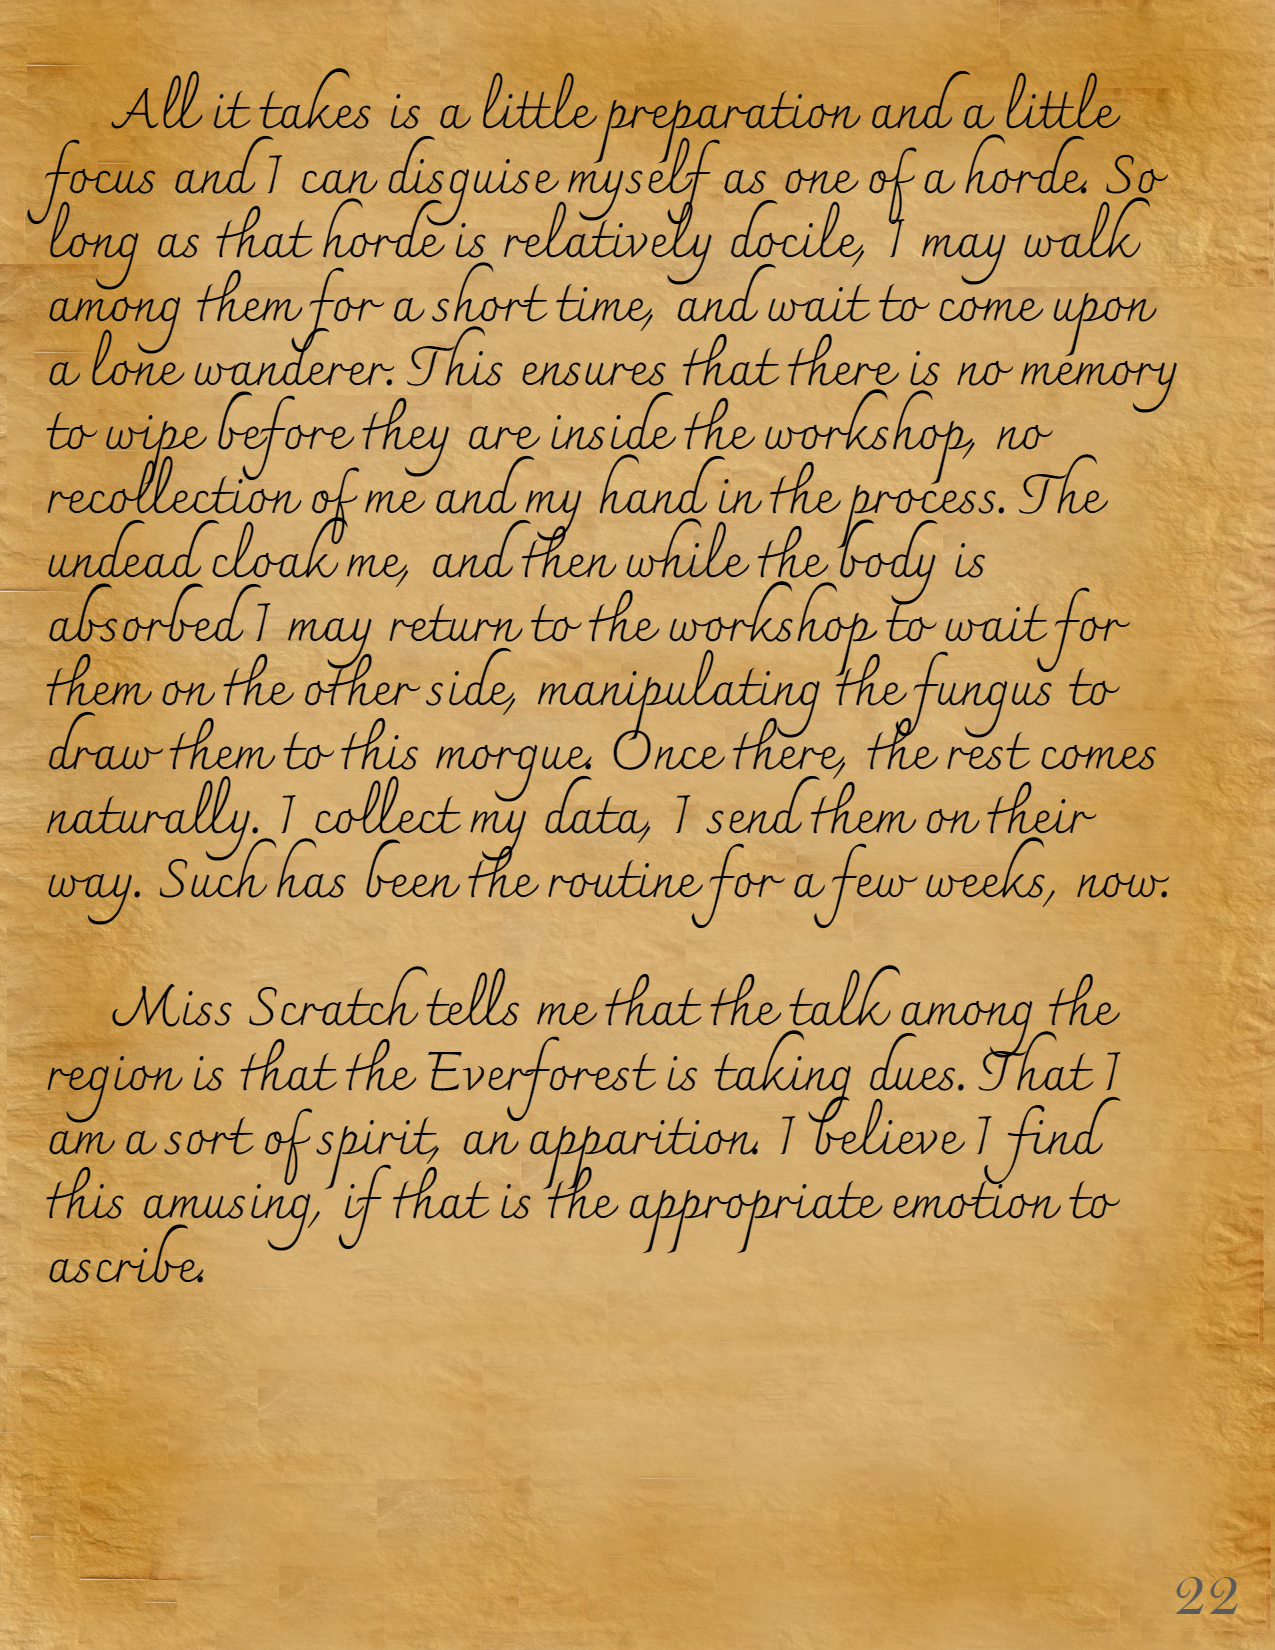 All it takes is a little preparation and a little
focus and I can disguise myself as one of a horde. So
long as that horde is relatively docile, I may walk
among them for a short time, and wait to come upon
a lone wanderer. This ensures that there is no memory
to wipe before they are inside the workshop, no
recollection of me and my hand in the process. The
undead cloak me, and then while the body is
absorbed I may return to the workshop to wait for
them on the other side, manipulating the fungus to
draw them to this morgue. Once there, the rest comes
naturally. I collect my data, I send them on their
way. Such has been the routine for a few weeks, now.
Miss Scratch tells me that the talk among the
region is that the Everforest is taking dues. That I
am a sort of spirit, an apparition. I believe I find
this amusing, if that is the appropriate emotion to
ascribe.
22